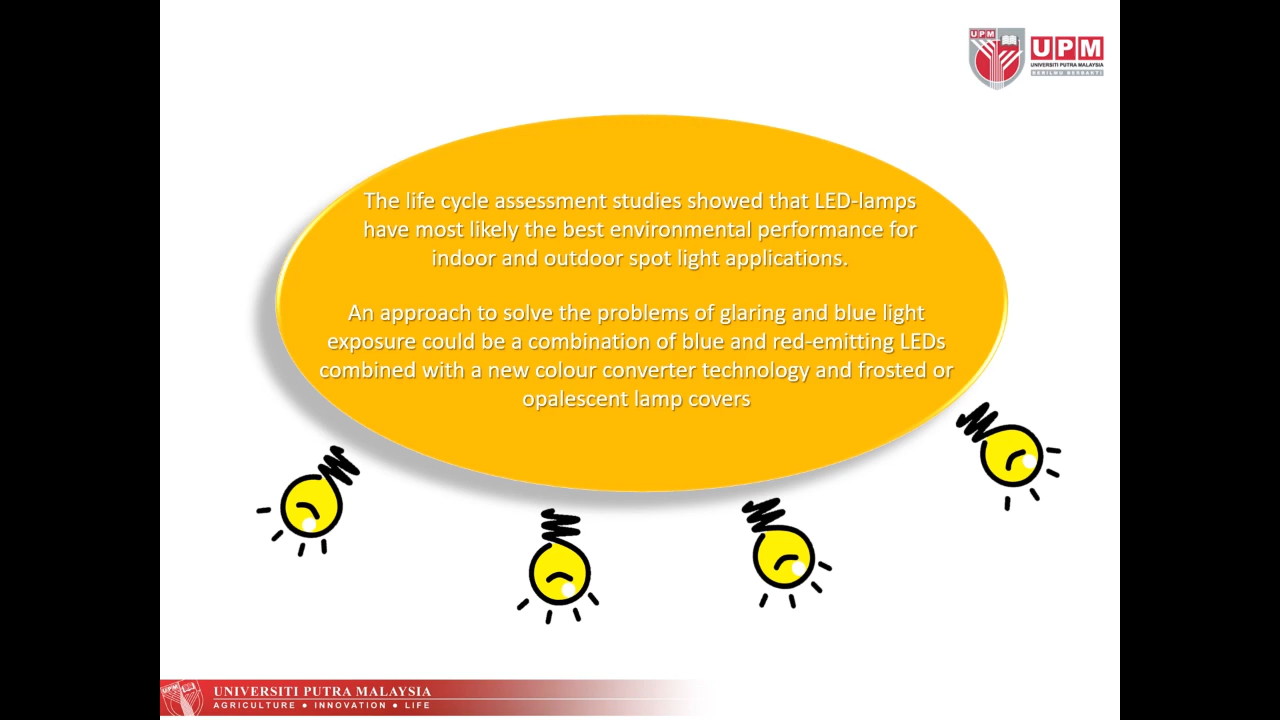 UPM
UPM
UNIVERSITI PUTRA MALAYSIA
BERILMU BERBAKTI
The life cycle assessment studies showed that LED-lamps
have most likely the best environmental performance for
indoor and outdoor spot light applications.
An approach to solve the problems of glaring and blue light
exposure could be a combination of blue and red-emitting LEDs
combined with a new colour converter technology and frosted or
opalescent lamp covers
UPM
UNIVERSITI PUTRA MALAYSIA
AGRICULTURE • INNOVATION • LIFE